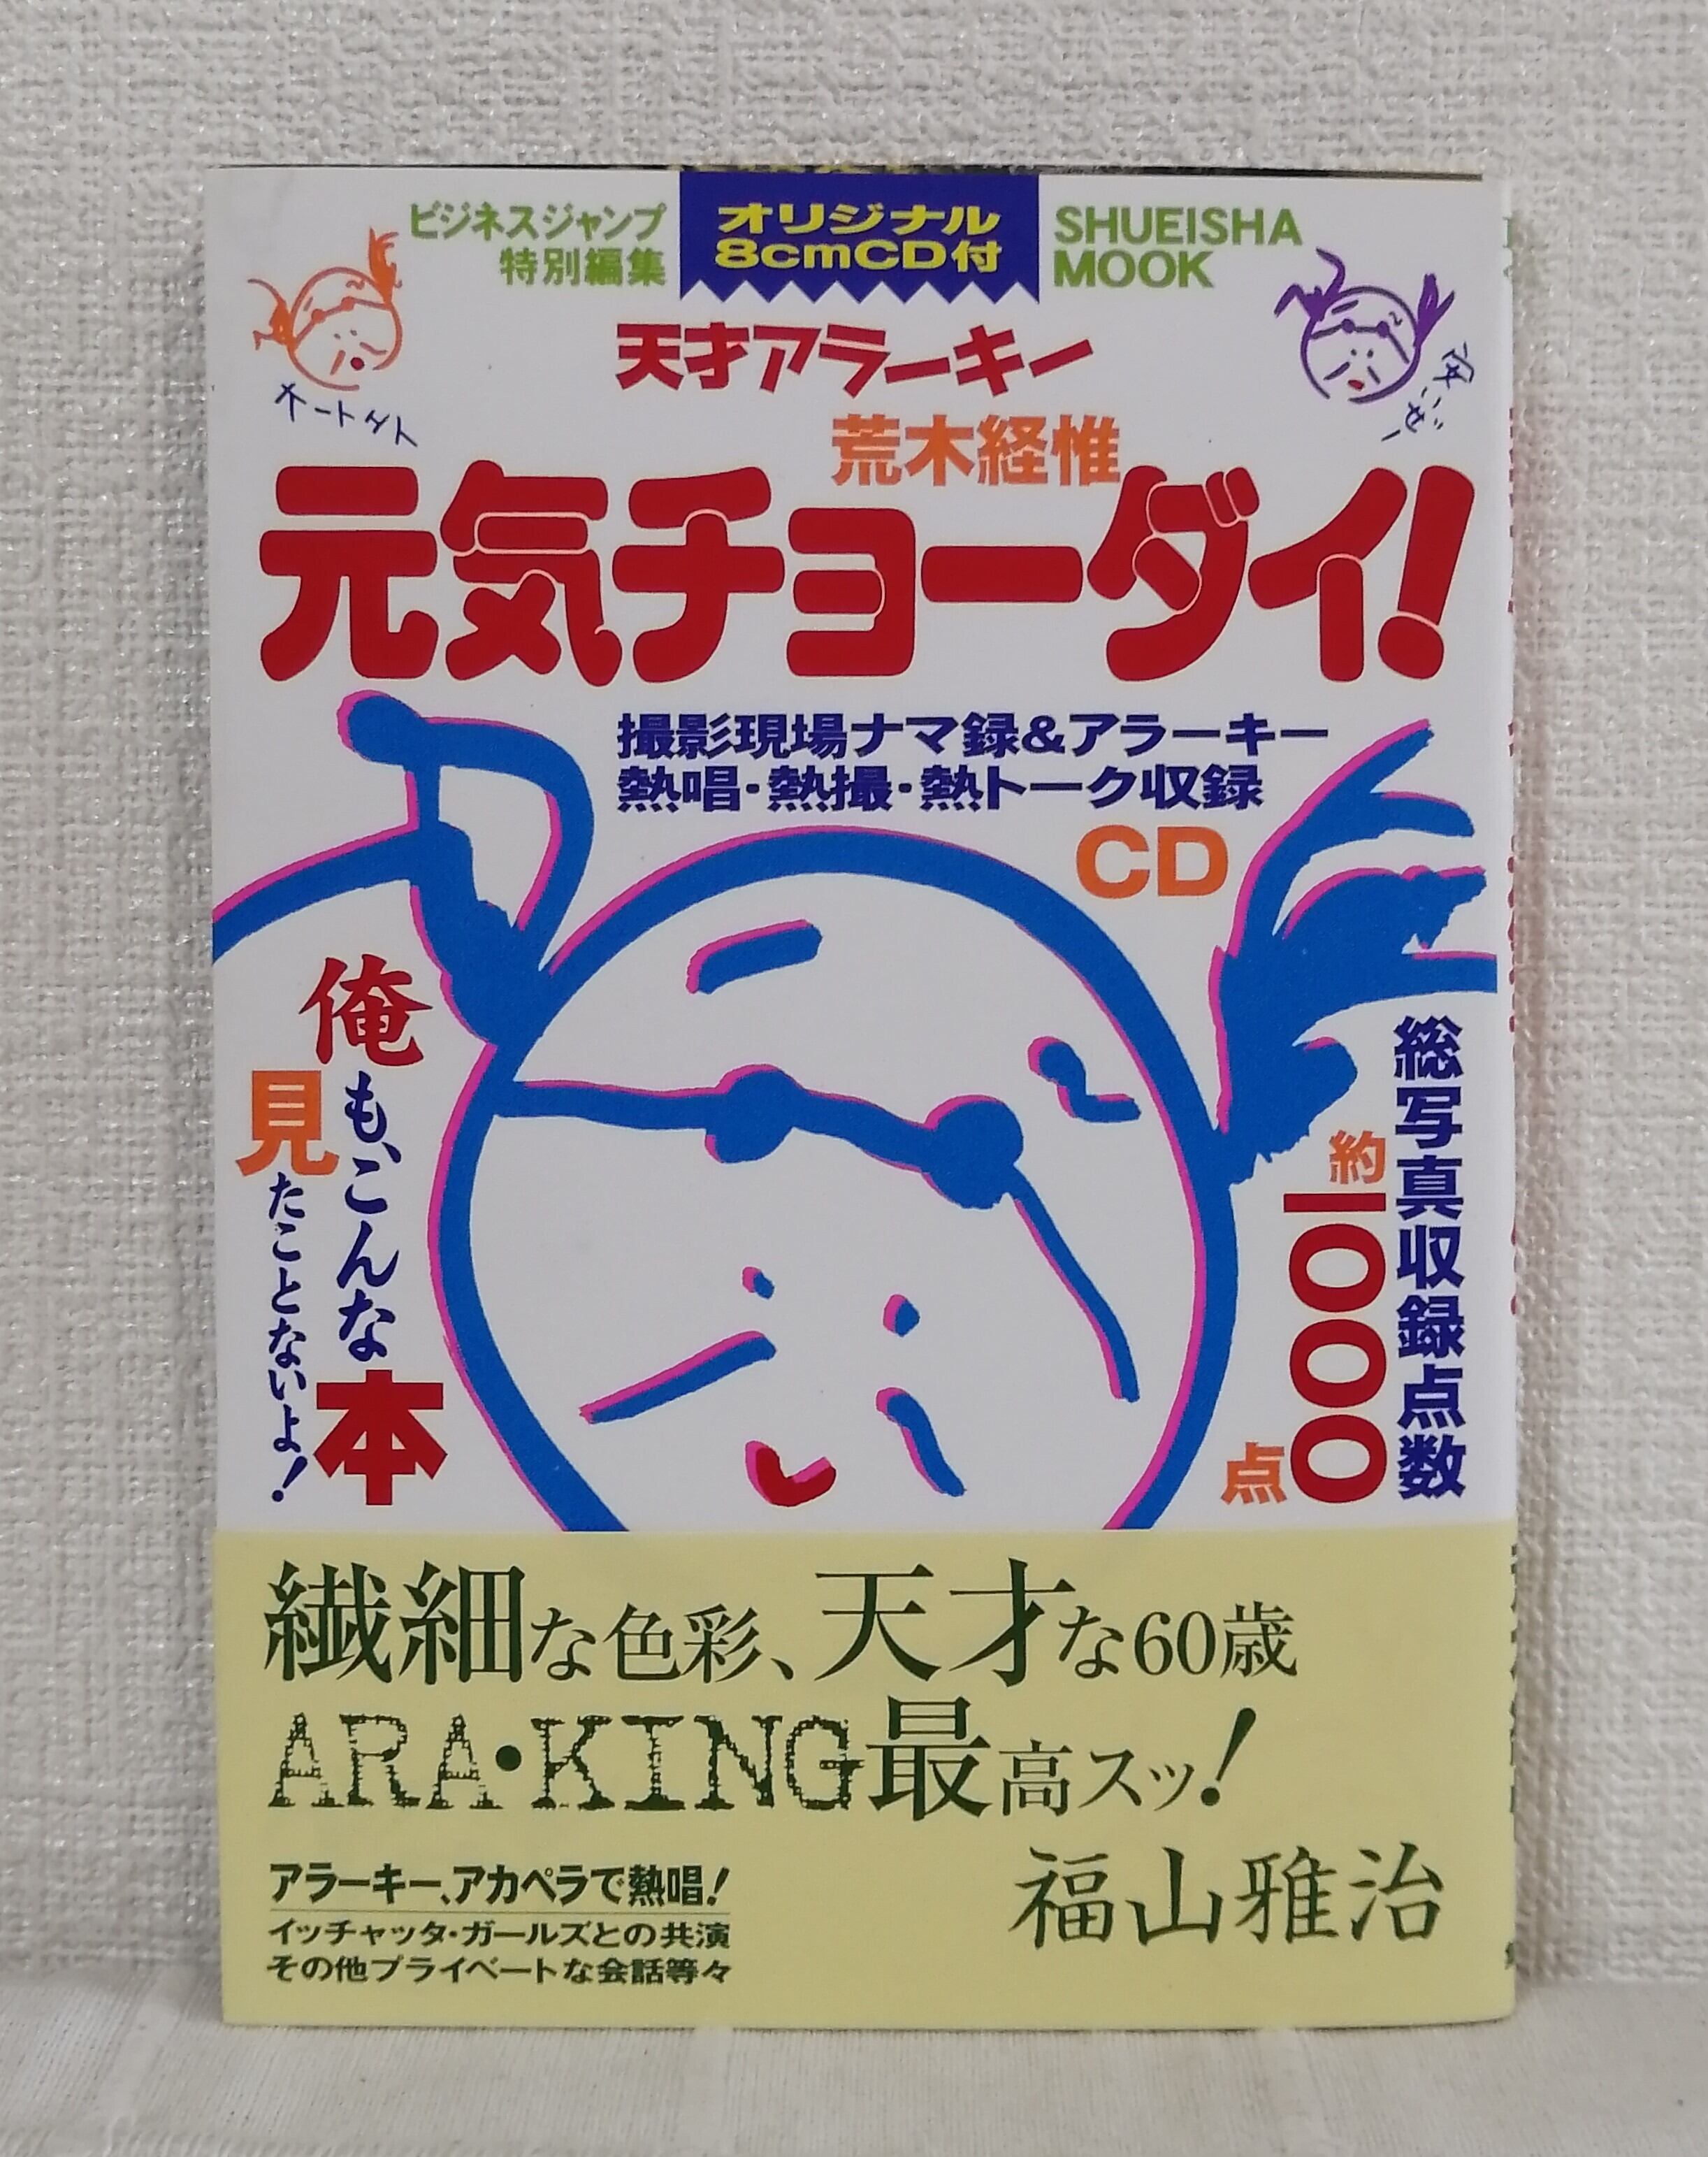 ビジネスジャンプ
特別編集
オリジナル
8cmCD付
SHUEISHA
MOOK
天才アラーキー
荒木経惟
元気チョーダイ!
撮影現場ナマ録&アラーキー
熱唱・熱撮・熱トーク収録
CD
俺も、こんな本
見たことないよ!
総写真収録点数
約1000点
繊細な色彩、天才な60歳
ARA・KING最高スッ!
福山雅治
アラーキー、アカペラで熱唱!
イッチャッタ・ガールズとの共演
その他プライベートな会話等々